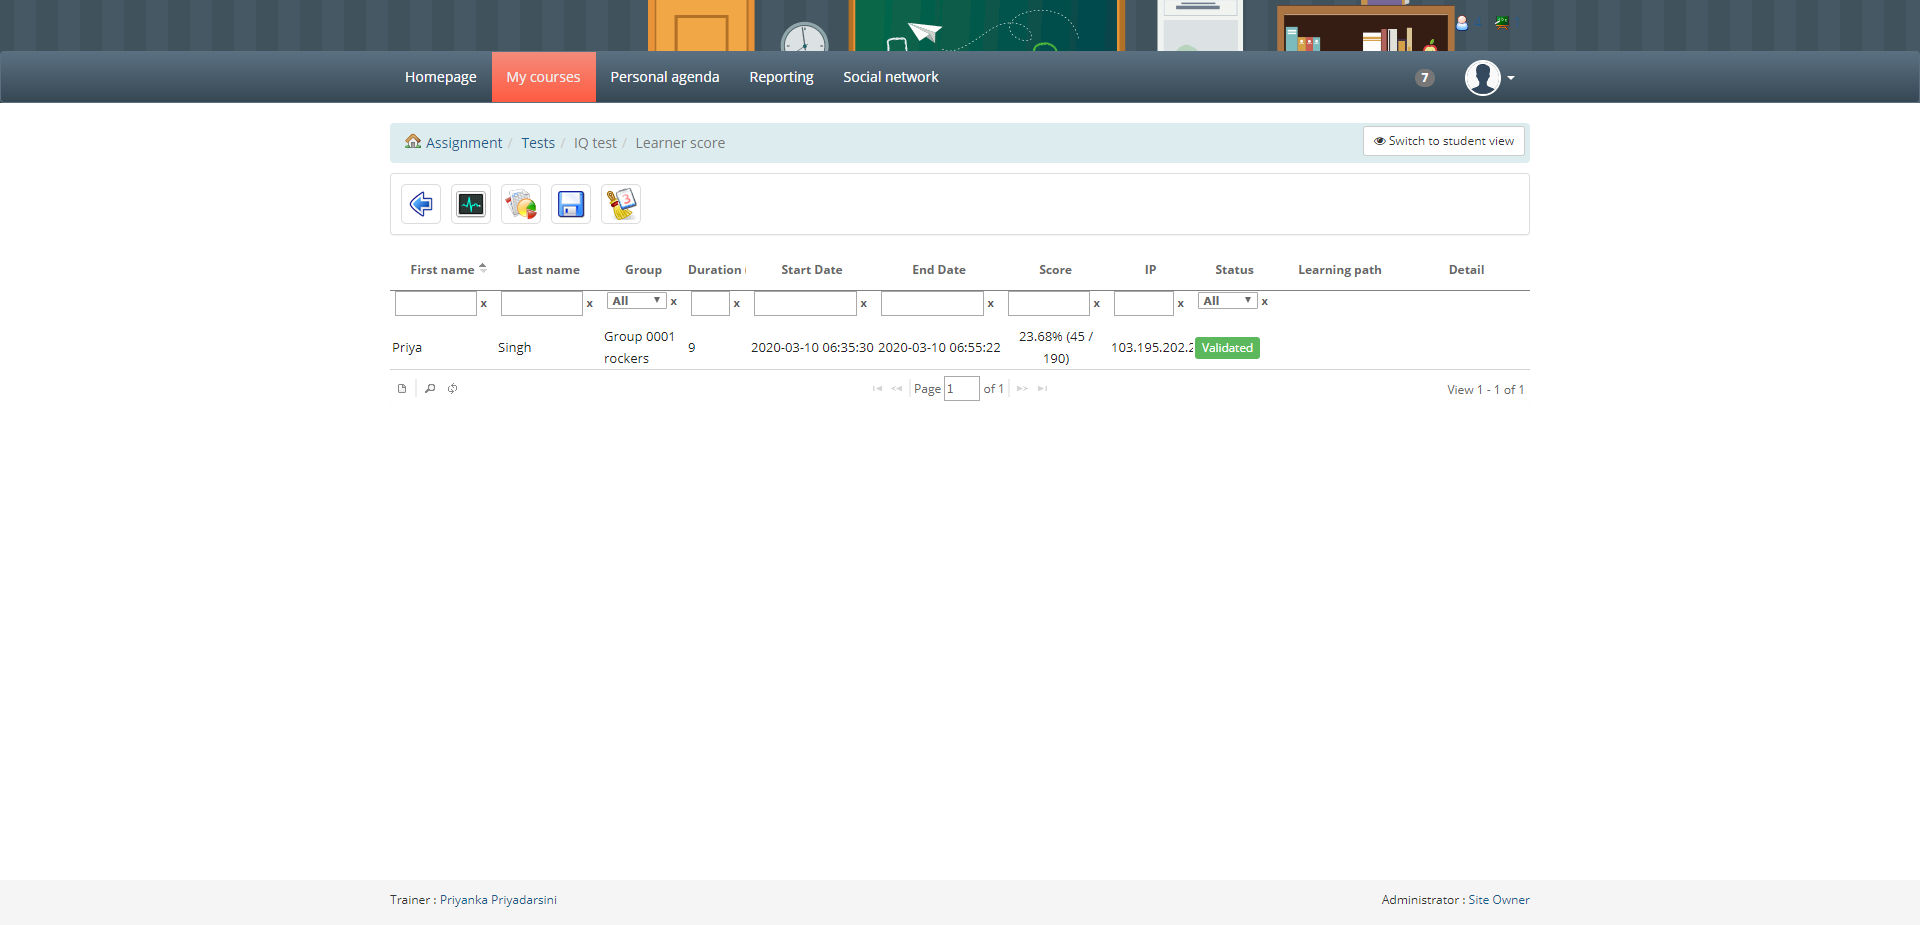 Homepage My courses Personal agenda Reporting Social network 7
Assignment / Tests / IQ test / Learner score Switch to student view
First name Last name Group Duration Start Date End Date Score IP Status Learning path Detail
x x All x x x x x x All x
Priya Singh Group 0001 rockers 9 2020-03-10 06:35:30 2020-03-10 06:55:22 23.68% (45 / 190) 103.195.202. Validated
Page 1 of 1 View 1 - 1 of 1
Trainer : Priyanka Priyadarsini Administrator : Site Owner